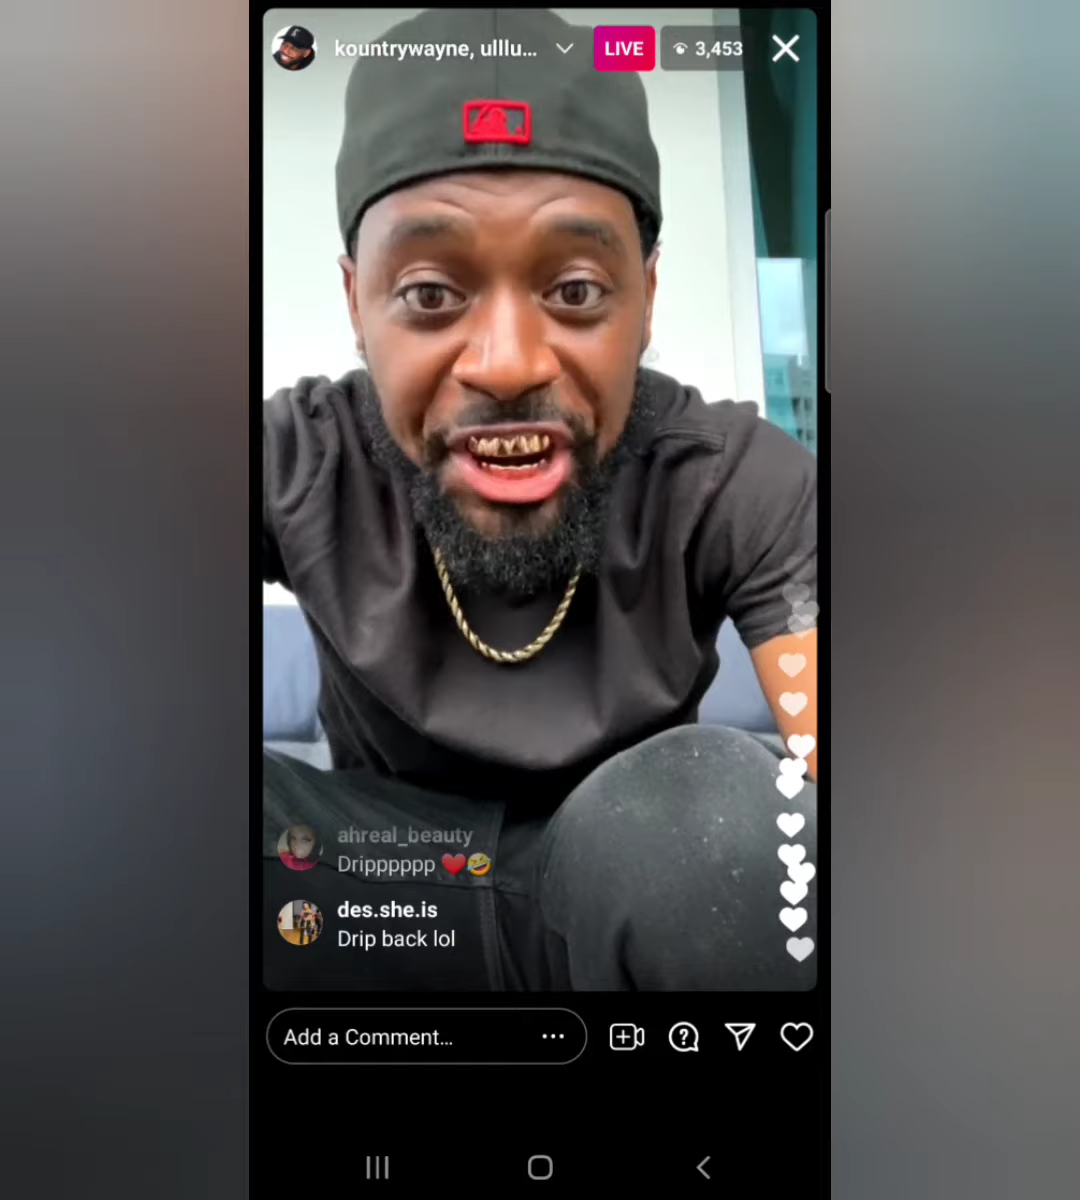 kountrywayne, ulllu...
LIVE
3,453
ahreal_beauty
Dripppppp ❤️🤣
des.she.is
Drip back lol
Add a Comment...